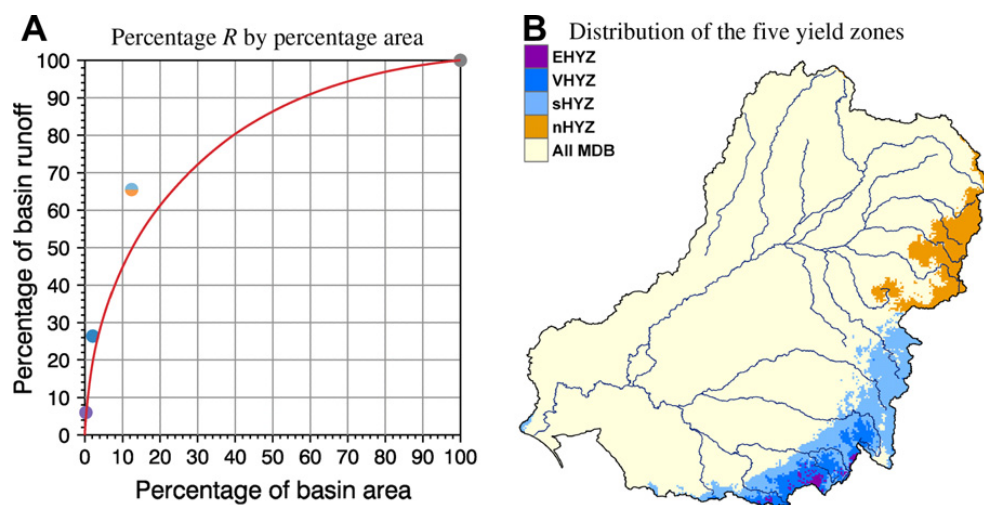 A
Percentage R by percentage area
100
90
80
70
60
50
40
30
20
10
0
0 10 20 30 40 50 60 70 80 90 100
Percentage of basin runoff
Percentage of basin area
B
Distribution of the five yield zones
EHYZ
VHYZ
sHYZ
nHYZ
All MDB